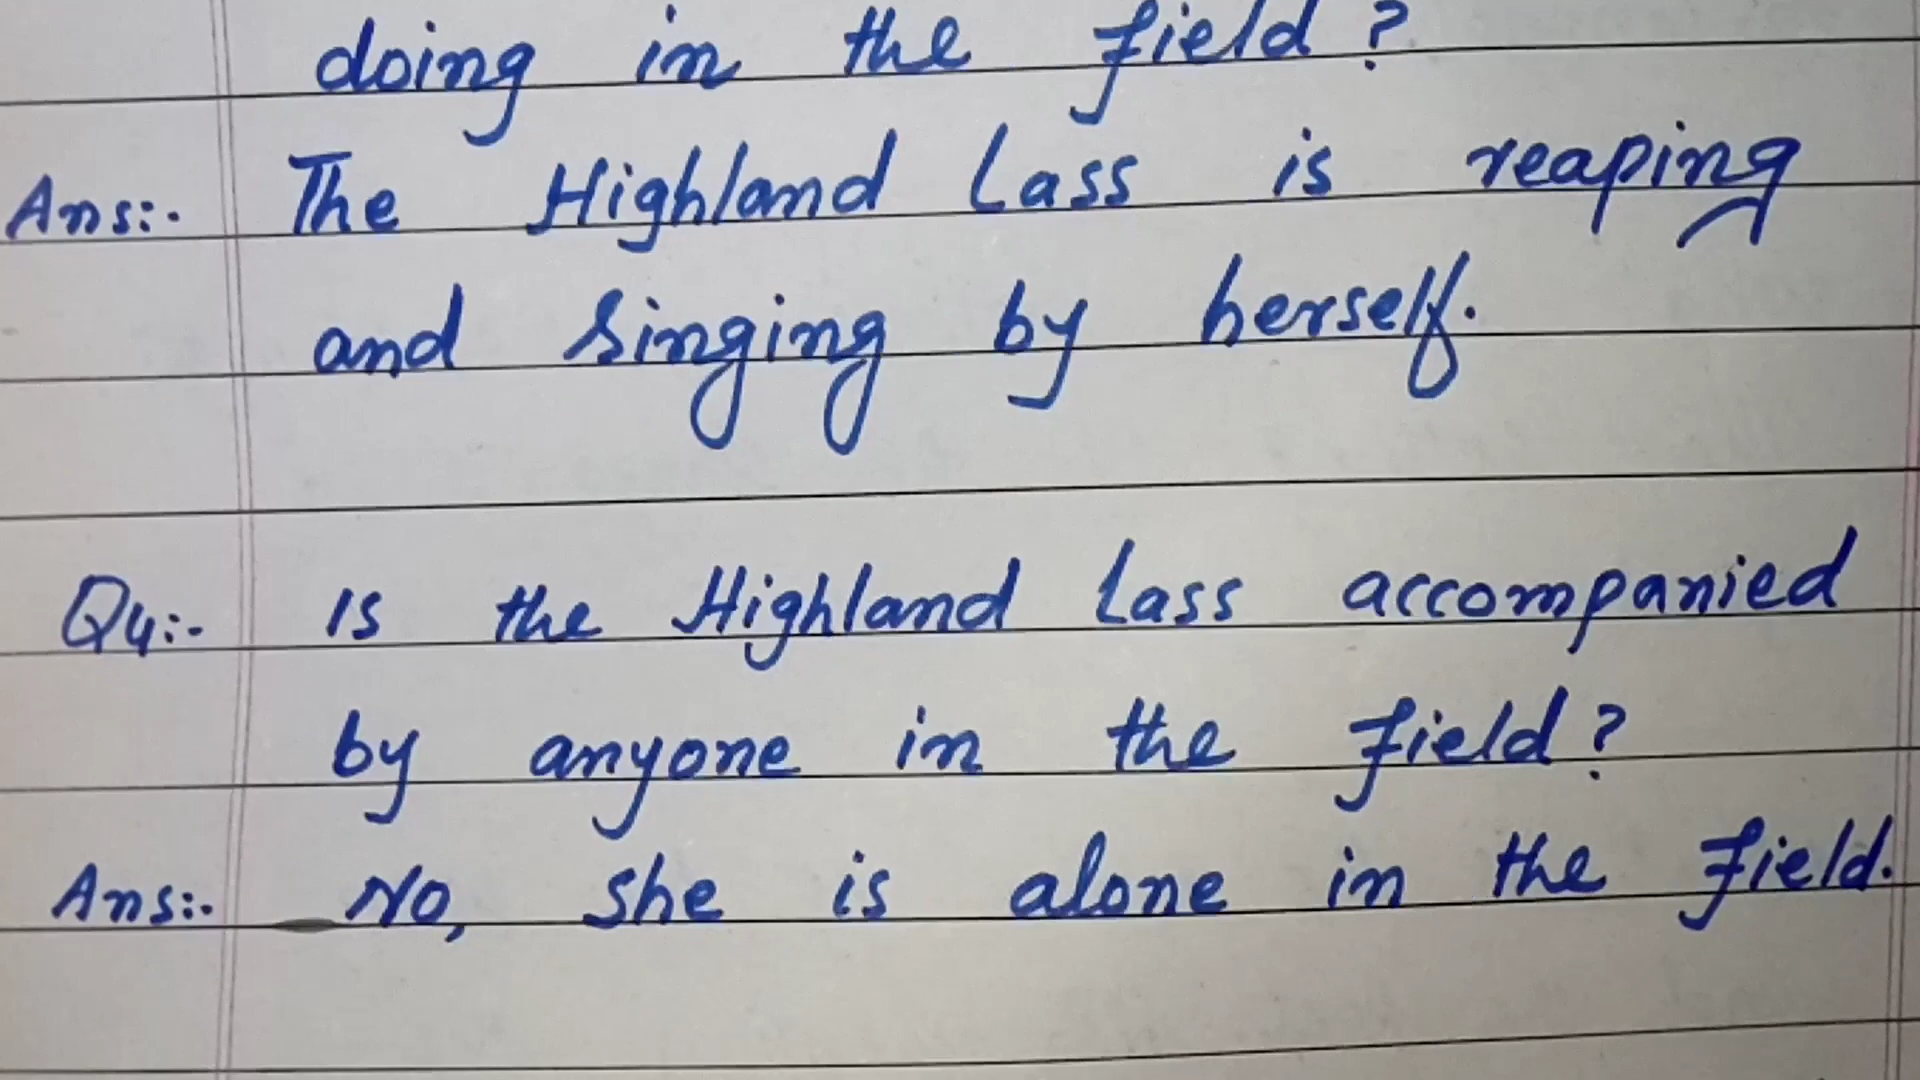 doing in the field?
Ans:- The Highland Lass is reaping
and singing by herself.
Q4:- Is the Highland Lass accompanied
by anyone in the field?
Ans:- No, she is alone in the field.